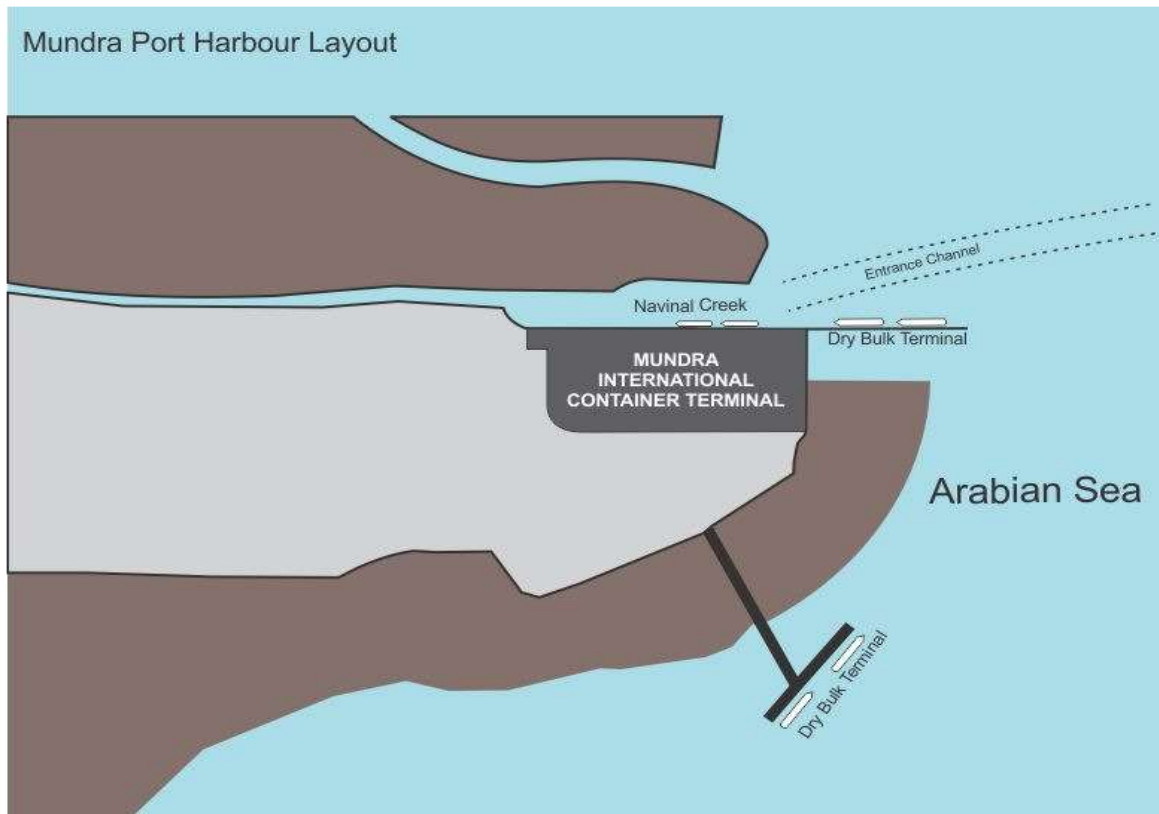 Mundra Port Harbour Layout
Entrance Channel
Navinal Creek
Dry Bulk Terminal
MUNDRA
INTERNATIONAL
CONTAINER TERMINAL
Arabian Sea
Dry Bulk Terminal